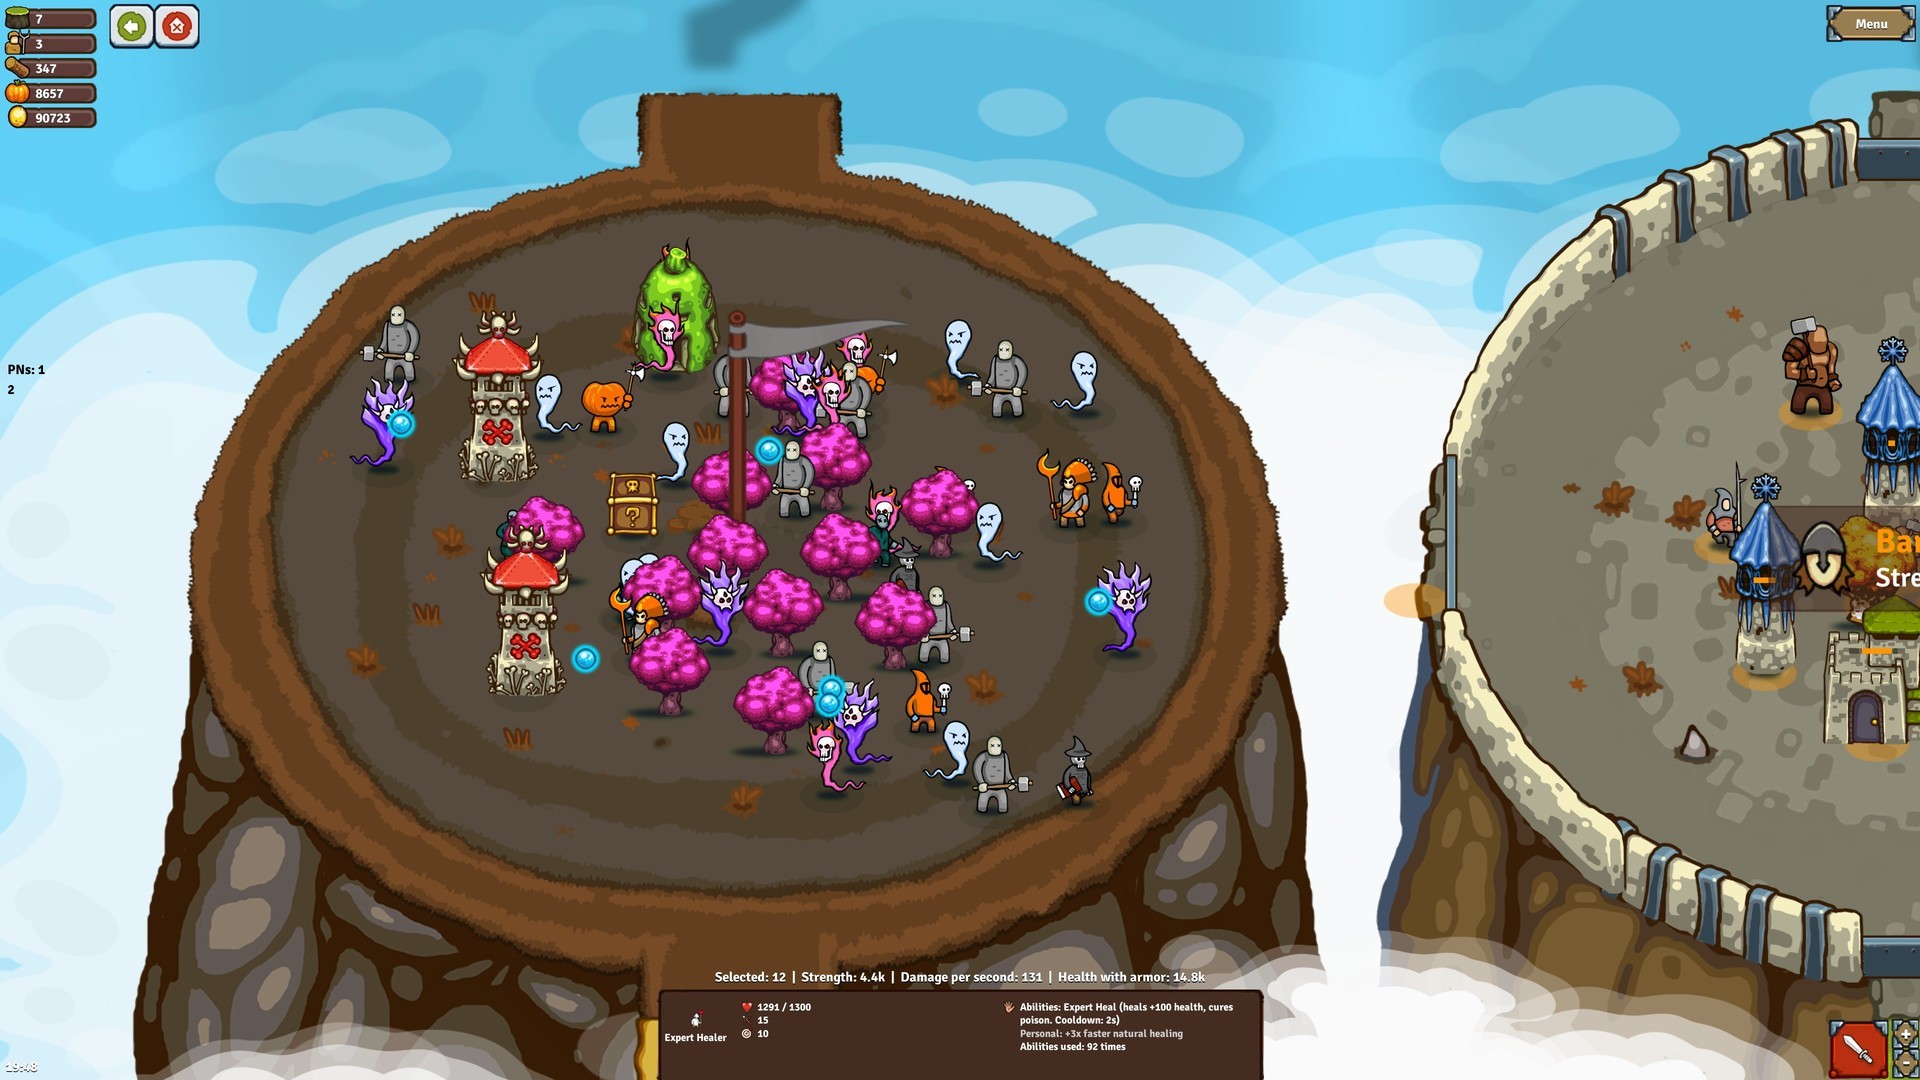 7
3
347
8657
90723
Menu
PNs: 1
2
?
Selected: 12 | Strength: 4.4k | Damage per second: 131 | Health with armor: 14.8k
1291 / 1300
15
10
Expert Healer
Abilities: Expert Heal (heals +100 health, cures
poison. Cooldown: 2s)
Personal: +3x faster natural healing
Abilities used: 92 times
19:48